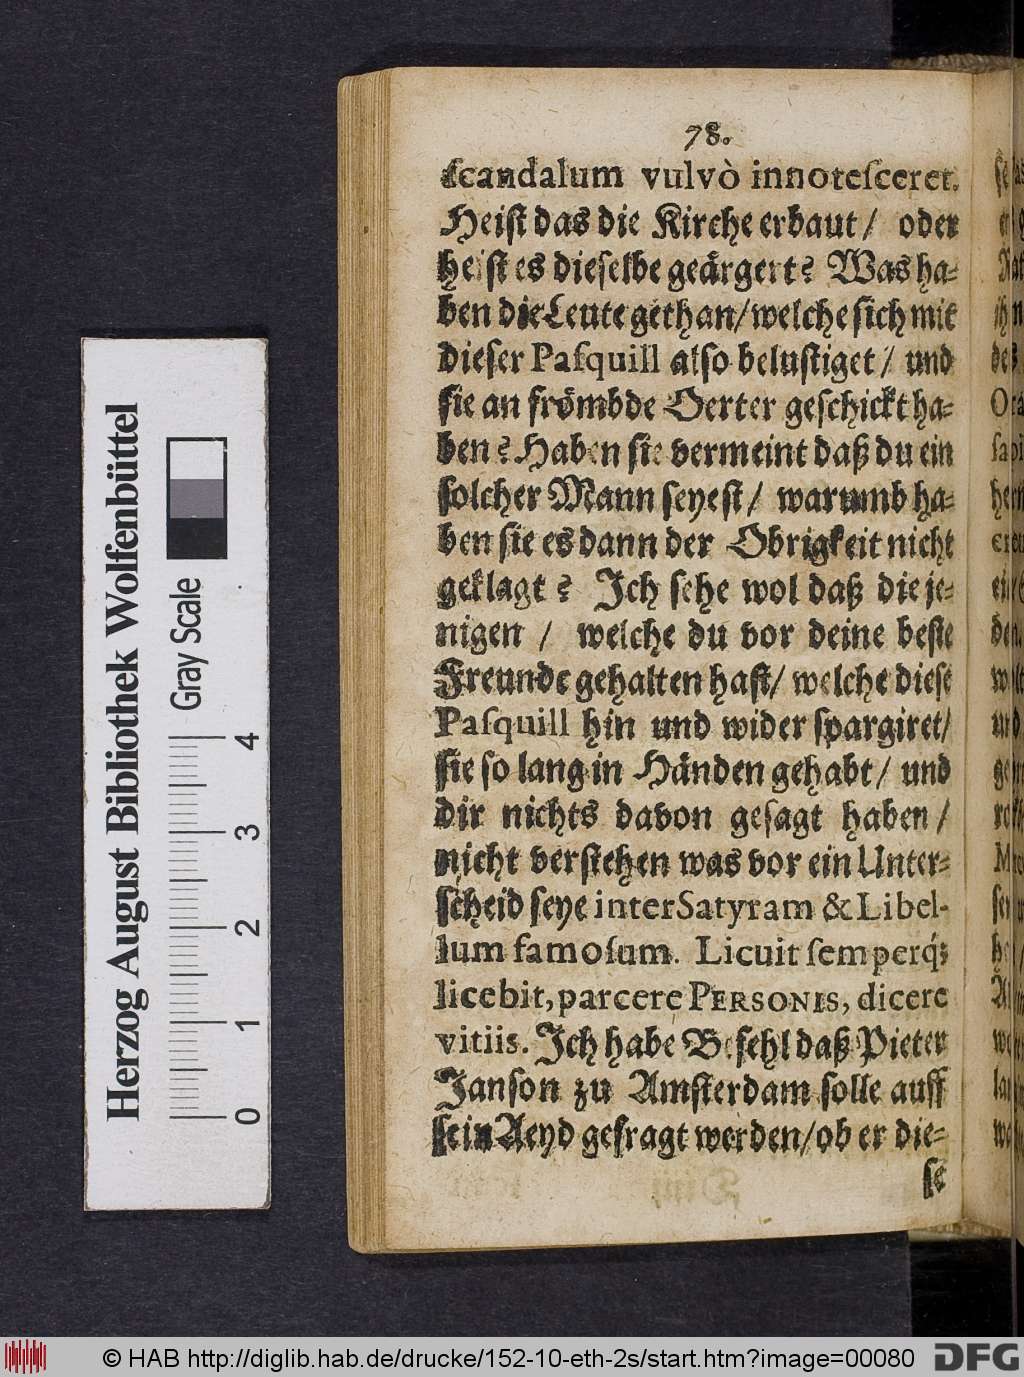 78.
ſcandalum vulvò innoteſceret.
Heiſt das die Kirche erbaut / oder
heiſt es dieſelbe geärgert? Was ha-
ben die Leute gethan/welche ſich mit
dieſer Paſquill alſo beluſtiget / und
ſie an frömbde Oerter geſchickt ha-
ben? Haben ſie vermeint daß du ein
ſolcher Mann ſeyeſt / warumb ha-
ben ſie es dann der Obrigkeit nicht
geklagt? Ich ſehe wol daß die je-
nigen / welche du vor deine beſte
Freunde gehalten haſt/ welche dieſe
Paſquill hin und wider ſpargiret/
ſie ſo lang in Händen gehabt / und
dir nichts davon geſagt haben /
nicht verſtehen was vor ein Unter-
ſcheid ſeye inter Satyram & Libel-
lum famoſum. Licuit ſemperq́;
licebit, parcere PERSONIS, dicere
vitiis. Ich habe Befehl daß Pieter
Janſon zu Amſterdam ſolle auff
ſein Aeyd gefragt werden/ob er die-
ſe
Herzog August Bibliothek Wolfenbüttel
Gray Scale
0 1 2 3 4
© HAB http://diglib.hab.de/drucke/152-10-eth-2s/start.htm?image=00080
DFG